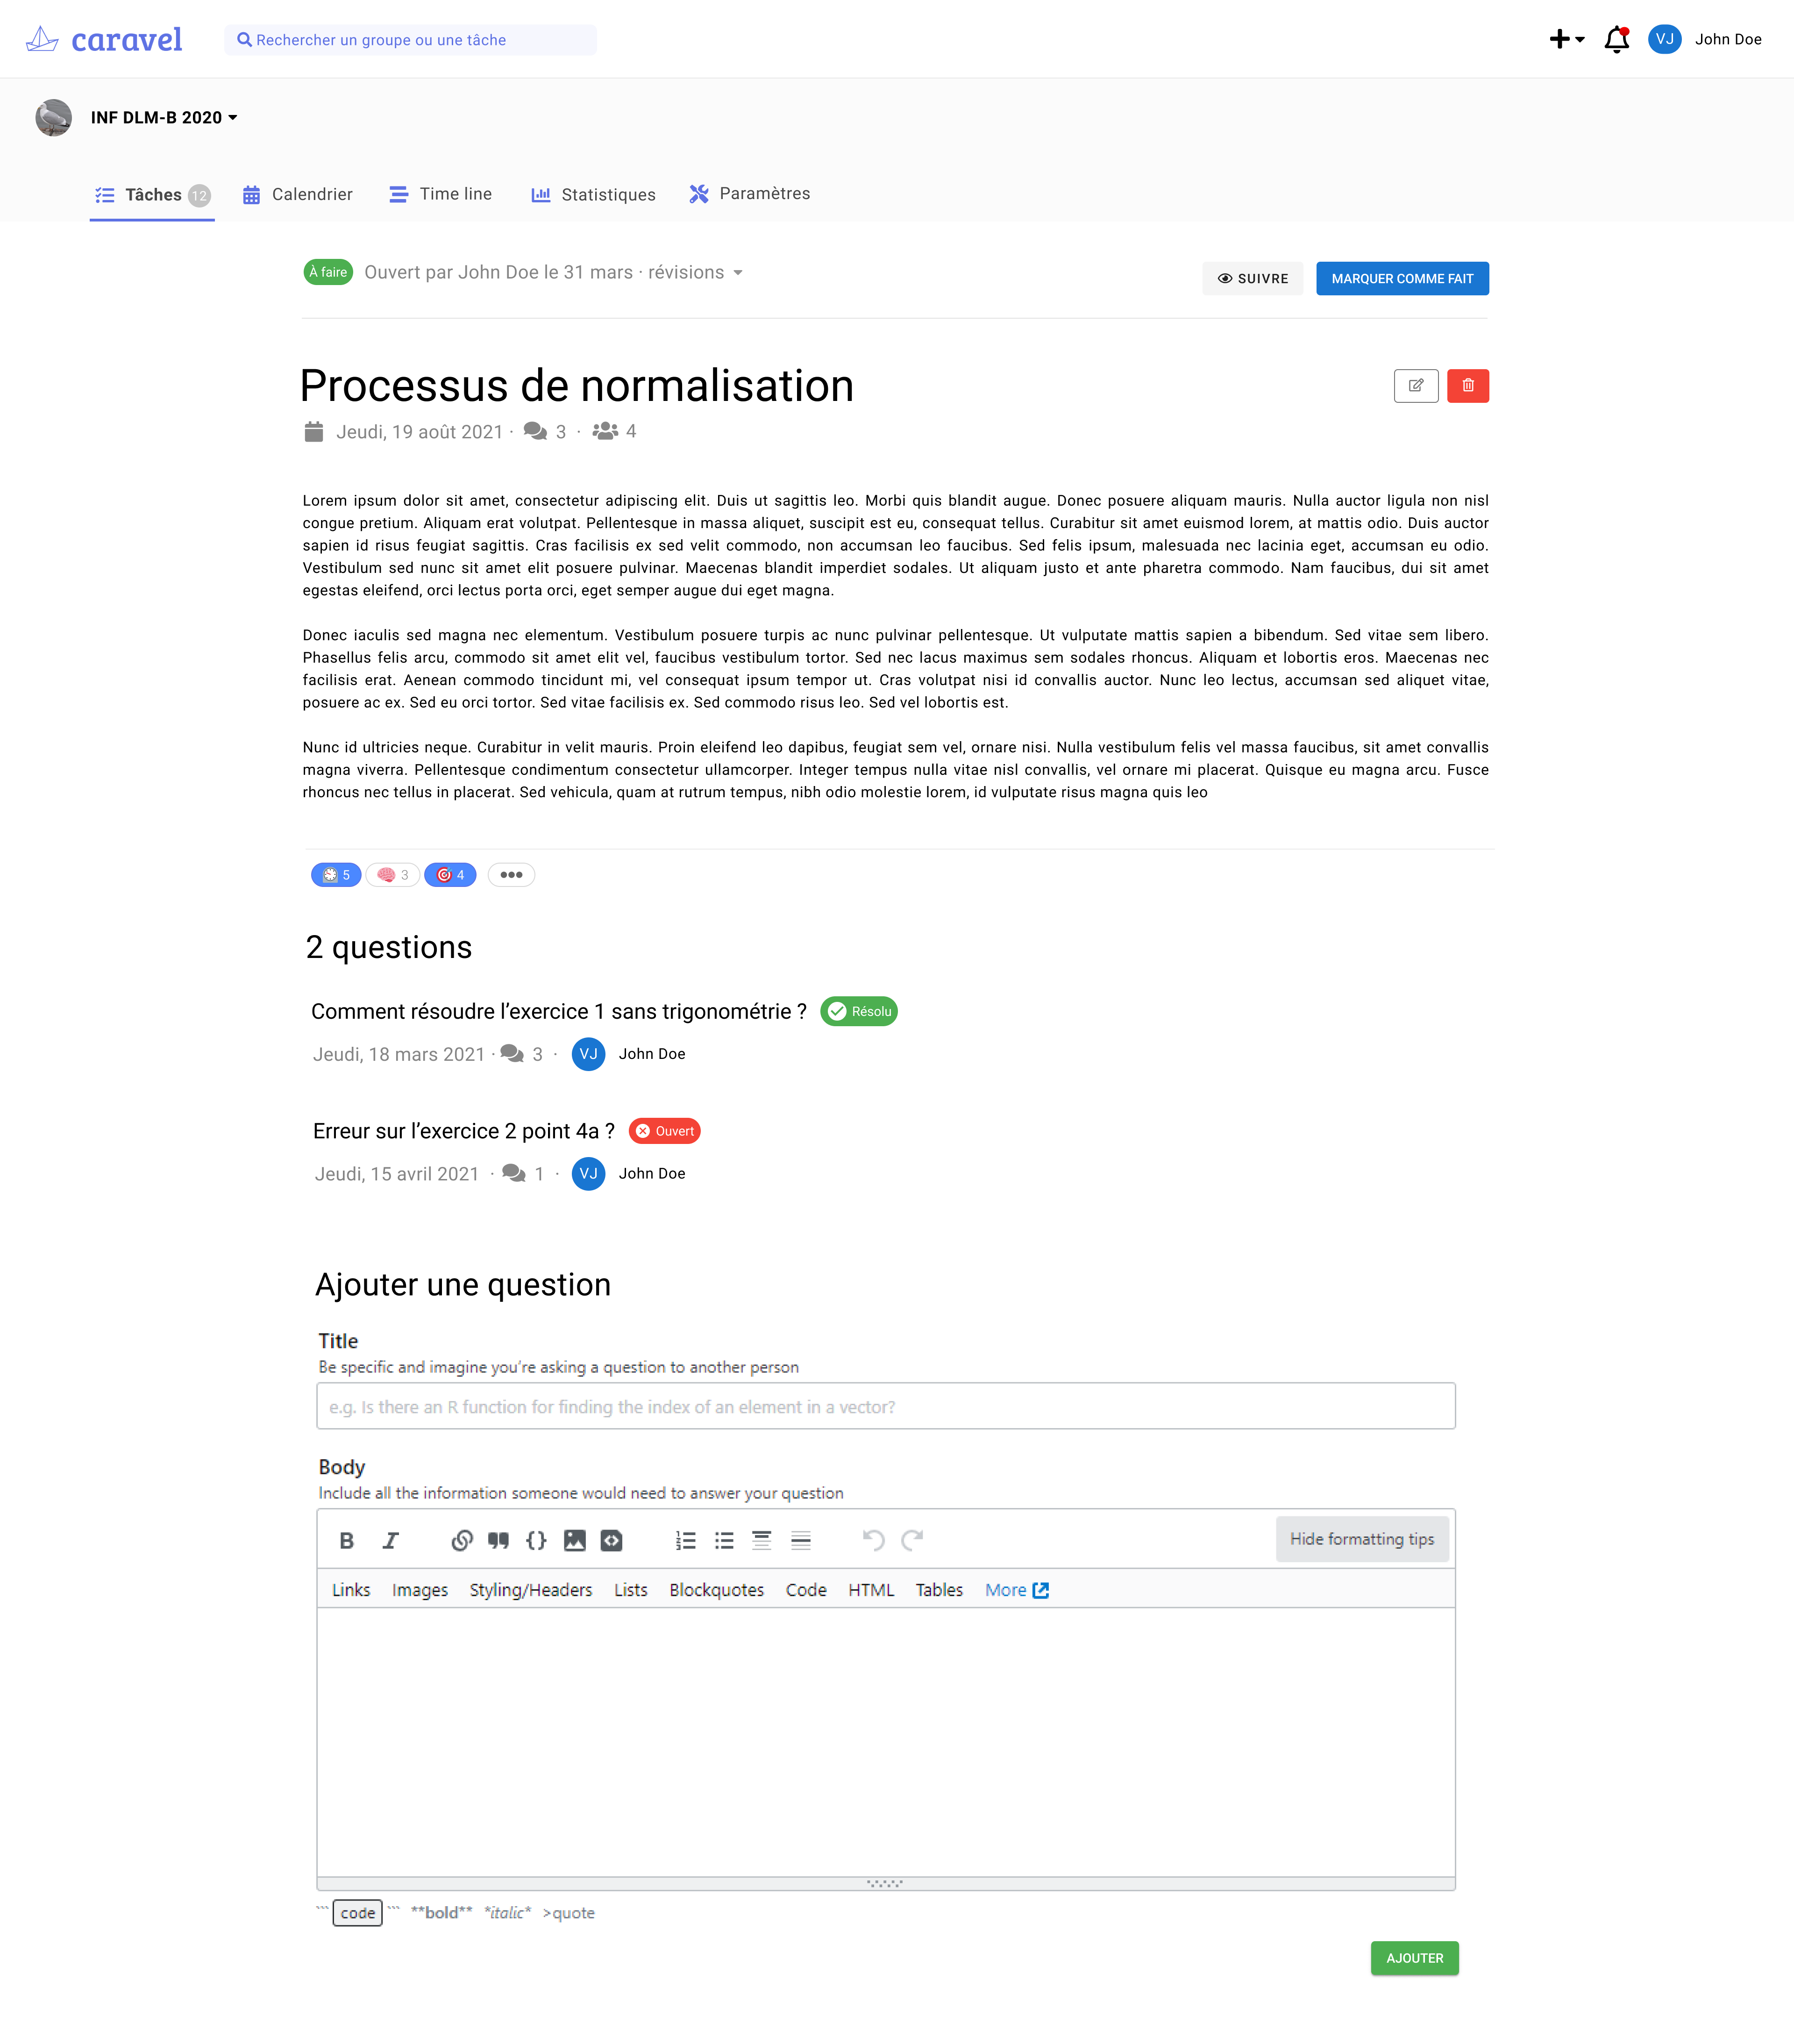 caravel
Rechercher un groupe ou une tâche
VJ
John Doe
INF DLM-B 2020
Tâches 12
Calendrier
Time line
Statistiques
Paramètres
À faire
Ouvert par John Doe le 31 mars · révisions
SUIVRE
MARQUER COMME FAIT
Processus de normalisation
Jeudi, 19 août 2021 · 3 · 4
Lorem ipsum dolor sit amet, consectetur adipiscing elit. Duis ut sagittis leo. Morbi quis blandit augue. Donec posuere aliquam mauris. Nulla auctor ligula non nisl
congue pretium. Aliquam erat volutpat. Pellentesque in massa aliquet, suscipit est eu, consequat tellus. Curabitur sit amet euismod lorem, at mattis odio. Duis auctor
sapien id risus feugiat sagittis. Cras facilisis ex sed velit commodo, non accumsan leo faucibus. Sed felis ipsum, malesuada nec lacinia eget, accumsan eu odio.
Vestibulum sed nunc sit amet elit posuere pulvinar. Maecenas blandit imperdiet sodales. Ut aliquam justo et ante pharetra commodo. Nam faucibus, dui sit amet
egestas eleifend, orci lectus porta orci, eget semper augue dui eget magna.
Donec iaculis sed magna nec elementum. Vestibulum posuere turpis ac nunc pulvinar pellentesque. Ut vulputate mattis sapien a bibendum. Sed vitae sem libero.
Phasellus felis arcu, commodo sit amet elit vel, faucibus vestibulum tortor. Sed nec lacus maximus sem sodales rhoncus. Aliquam et lobortis eros. Maecenas nec
facilisis erat. Aenean commodo tincidunt mi, vel consequat ipsum tempor ut. Cras volutpat nisi id convallis auctor. Nunc leo lectus, accumsan sed aliquet vitae,
posuere ac ex. Sed eu orci tortor. Sed vitae facilisis ex. Sed commodo risus leo. Sed vel lobortis est.
Nunc id ultricies neque. Curabitur in velit mauris. Proin eleifend leo dapibus, feugiat sem vel, ornare nisi. Nulla vestibulum felis vel massa faucibus, sit amet convallis
magna viverra. Pellentesque condimentum consectetur ullamcorper. Integer tempus nulla vitae nisl convallis, vel ornare mi placerat. Quisque eu magna arcu. Fusce
rhoncus nec tellus in placerat. Sed vehicula, quam at rutrum tempus, nibh odio molestie lorem, id vulputate risus magna quis leo
5
3
4
2 questions
Comment résoudre l’exercice 1 sans trigonométrie ?
Résolu
Jeudi, 18 mars 2021 · 3 ·
VJ
John Doe
Erreur sur l’exercice 2 point 4a ?
Ouvert
Jeudi, 15 avril 2021 · 1 ·
VJ
John Doe
Ajouter une question
Title
Be specific and imagine you’re asking a question to another person
e.g. Is there an R function for finding the index of an element in a vector?
Body
Include all the information someone would need to answer your question
Hide formatting tips
Links
Images
Styling/Headers
Lists
Blockquotes
Code
HTML
Tables
More
``` code ``` **bold** *italic* >quote
AJOUTER